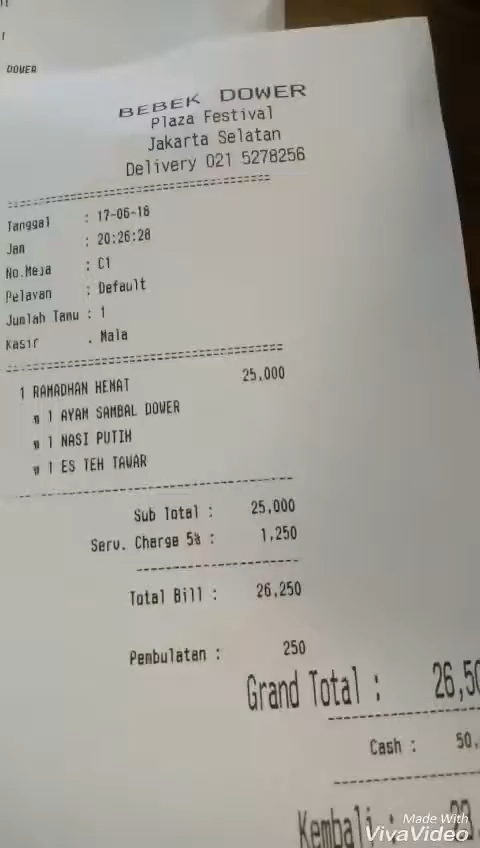 DOWER
BEBEK DOWER
Plaza Festival
Jakarta Selatan
Delivery 021 5278256
Tanggal : 17-06-16
Jam : 20:26:28
No.Meja : C1
Pelayan : Default
Jumlah Tamu : 1
Kasir . Mala
1 RAMADHAN HEMAT 25,000
1 AYAM SAMBAL DOWER
1 NASI PUTIH
1 ES TEH TAWAR
Sub Total : 25,000
Serv. Charge 5% : 1,250
Total Bill : 26,250
Pembulatan : 250
Grand Total : 26,50
Cash : 50,
Kembali :
Made With
VivaVideo